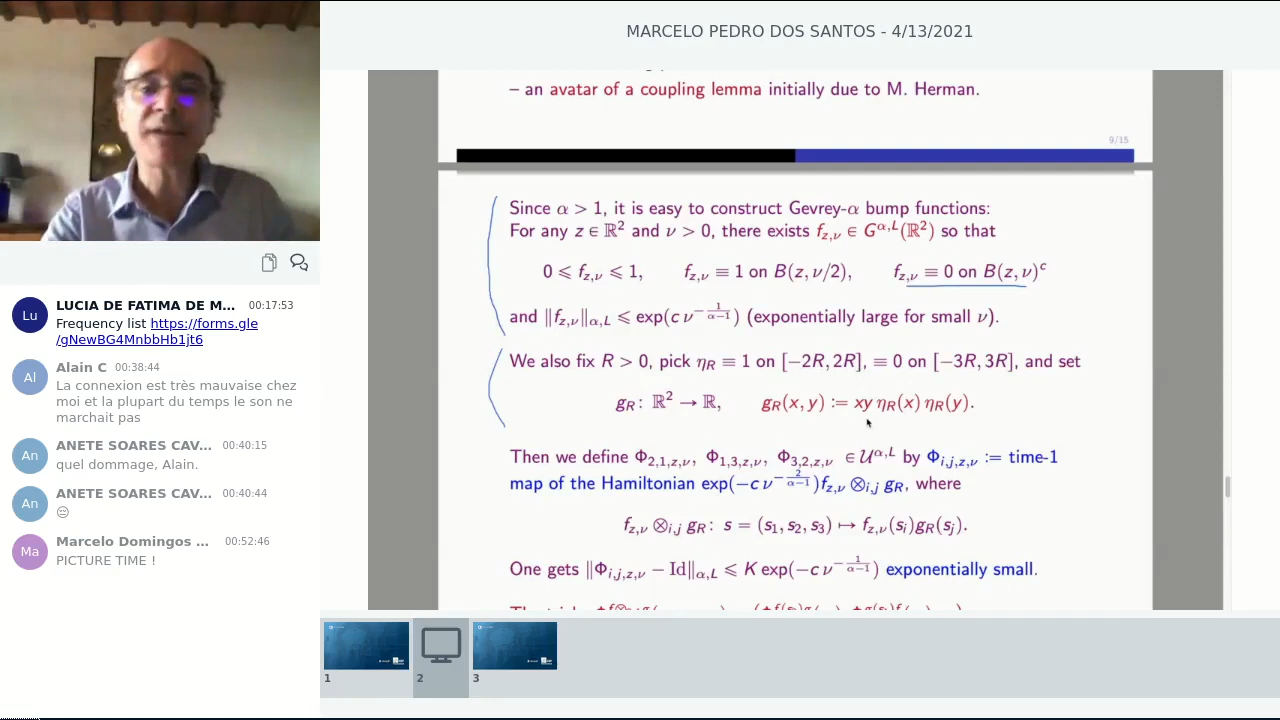 MARCELO PEDRO DOS SANTOS - 4/13/2021
– an avatar of a coupling lemma initially due to M. Herman.
9/15
Since α > 1, it is easy to construct Gevrey-α bump functions:
For any z ∈ ℝ² and ν > 0, there exists f_{z,ν} ∈ G^{α,L}(ℝ²) so that
0 ⩽ f_{z,ν} ⩽ 1, f_{z,ν} ≡ 1 on B(z, ν/2), f_{z,ν} ≡ 0 on B(z, ν)^c
and ‖f_{z,ν}‖_{α,L} ⩽ exp(c ν^{-\frac{1}{α−1}}) (exponentially large for small ν).
We also fix R > 0, pick η_R ≡ 1 on [−2R, 2R], ≡ 0 on [−3R, 3R], and set
g_R: ℝ² → ℝ, g_R(x, y) := xy η_R(x) η_R(y).
Then we define Φ_{2,1,z,ν}, Φ_{1,3,z,ν}, Φ_{3,2,z,ν} ∈ 𝒰^{α,L} by Φ_{i,j,z,ν} := time-1
map of the Hamiltonian exp(−c ν^{-\frac{2}{α−1}}) f_{z,ν} ⊗_{i,j} g_R, where
f_{z,ν} ⊗_{i,j} g_R: s = (s₁, s₂, s₃) ↦ f_{z,ν}(s_i)g_R(s_j).
One gets ‖Φ_{i,j,z,ν} − Id‖_{α,L} ⩽ K exp(−c ν^{-\frac{1}{α−1}}) exponentially small.
Lu
LUCIA DE FATIMA DE M... 00:17:53
Frequency list https://forms.gle
/gNewBG4MnbbHb1jt6
Al
Alain C 00:38:44
La connexion est très mauvaise chez
moi et la plupart du temps le son ne
marchait pas
An
ANETE SOARES CAV... 00:40:15
quel dommage, Alain.
An
ANETE SOARES CAV... 00:40:44
😔
Ma
Marcelo Domingos ... 00:52:46
PICTURE TIME !
1
2
3